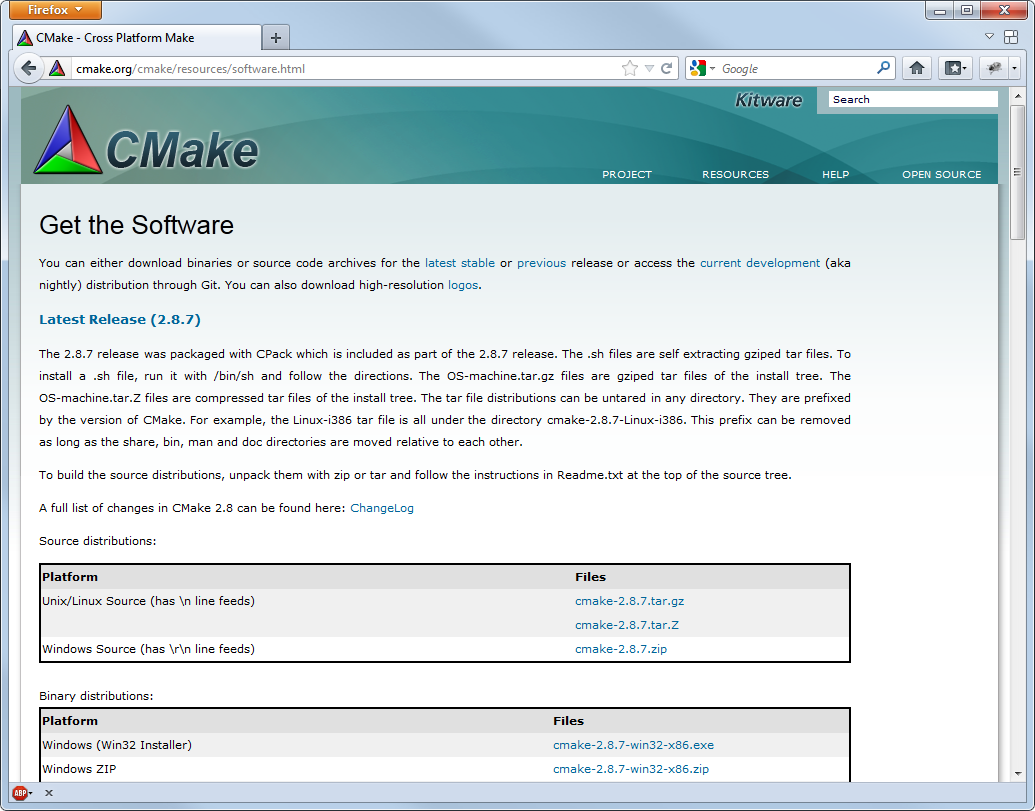 Firefox
CMake - Cross Platform Make
cmake.org/cmake/resources/software.html
Google
Kitware
Search
CMake
PROJECT RESOURCES HELP OPEN SOURCE
Get the Software
You can either download binaries or source code archives for the latest stable or previous release or access the current development (aka
nightly) distribution through Git. You can also download high-resolution logos.
Latest Release (2.8.7)
The 2.8.7 release was packaged with CPack which is included as part of the 2.8.7 release. The .sh files are self extracting gziped tar files. To
install a .sh file, run it with /bin/sh and follow the directions. The OS-machine.tar.gz files are gziped tar files of the install tree. The
OS-machine.tar.Z files are compressed tar files of the install tree. The tar file distributions can be untared in any directory. They are prefixed
by the version of CMake. For example, the Linux-i386 tar file is all under the directory cmake-2.8.7-Linux-i386. This prefix can be removed
as long as the share, bin, man and doc directories are moved relative to each other.
To build the source distributions, unpack them with zip or tar and follow the instructions in Readme.txt at the top of the source tree.
A full list of changes in CMake 2.8 can be found here: ChangeLog
Source distributions:
Platform Files
Unix/Linux Source (has \n line feeds) cmake-2.8.7.tar.gz
cmake-2.8.7.tar.Z
Windows Source (has \r\n line feeds) cmake-2.8.7.zip
Binary distributions:
Platform Files
Windows (Win32 Installer) cmake-2.8.7-win32-x86.exe
Windows ZIP cmake-2.8.7-win32-x86.zip
ABP